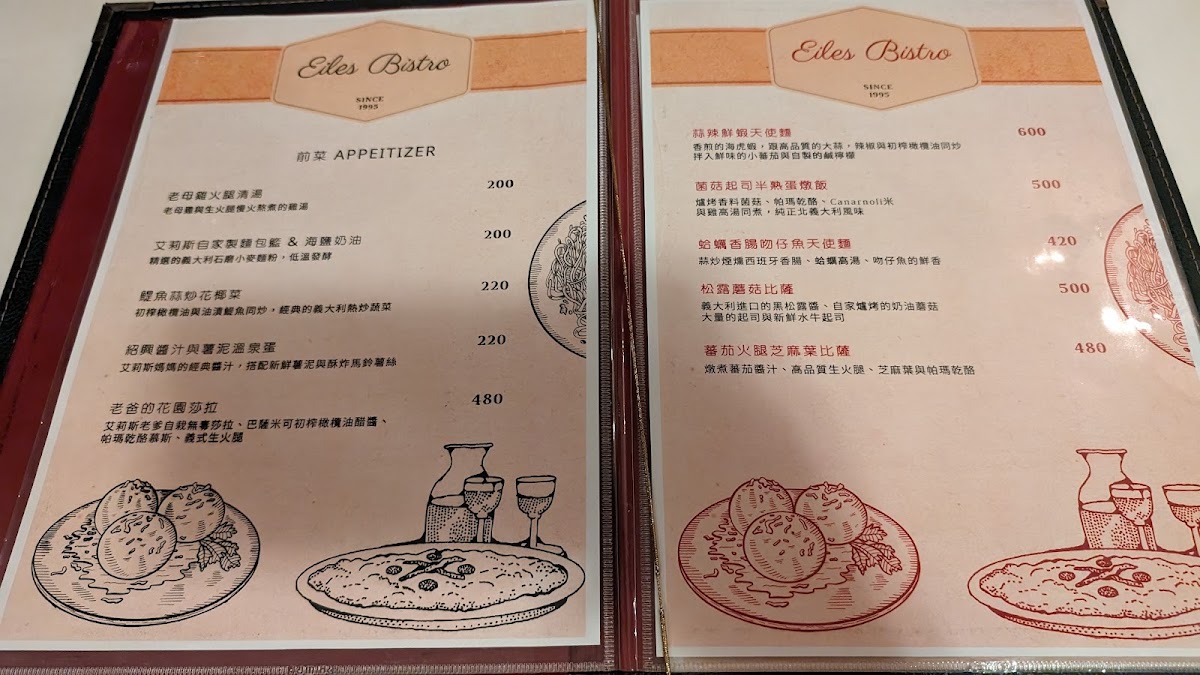 Eiles Bistro
SINCE
1995
前菜 APPEITIZER
老母雞火腿清湯 200
老母雞與生火腿慢火熬煮的雞湯
艾莉斯自家製麵包籃 & 海鹽奶油 200
精選的義大利石磨小麥麵粉，低溫發酵
鯷魚蒜炒花椰菜 220
初榨橄欖油與油漬鯷魚同炒，經典的義大利熱炒蔬菜
紹興醬汁與薯泥溫泉蛋 220
艾莉斯媽媽的經典醬汁，搭配新鮮薯泥與酥炸馬鈴薯絲
老爸的花園莎拉 480
艾莉斯老爹自栽無毒莎拉、巴薩米可初榨橄欖油醋醬、
帕瑪乾酪慕斯、義式生火腿
Eiles Bistro
SINCE
1995
蒜辣鮮蝦天使麵 600
香煎的海虎蝦，跟高品質的大蒜，辣椒與初榨橄欖油同炒
拌入鮮味的小番茄與自製的鹹檸檬
菌菇起司半熟蛋燉飯 500
爐烤香料菌菇、帕瑪乾酪、Canarnoli米
與雞高湯同煮，純正北義大利風味
蛤蠣香腸吻仔魚天使麵 420
蒜炒煙燻西班牙香腸、蛤蠣高湯、吻仔魚的鮮香
松露蘑菇比薩 500
義大利進口的黑松露醬、自家爐烤的奶油蘑菇
大量的起司與新鮮水牛起司
蕃茄火腿芝麻葉比薩 480
燉煮蕃茄醬汁、高品質生火腿、芝麻葉與帕瑪乾酪